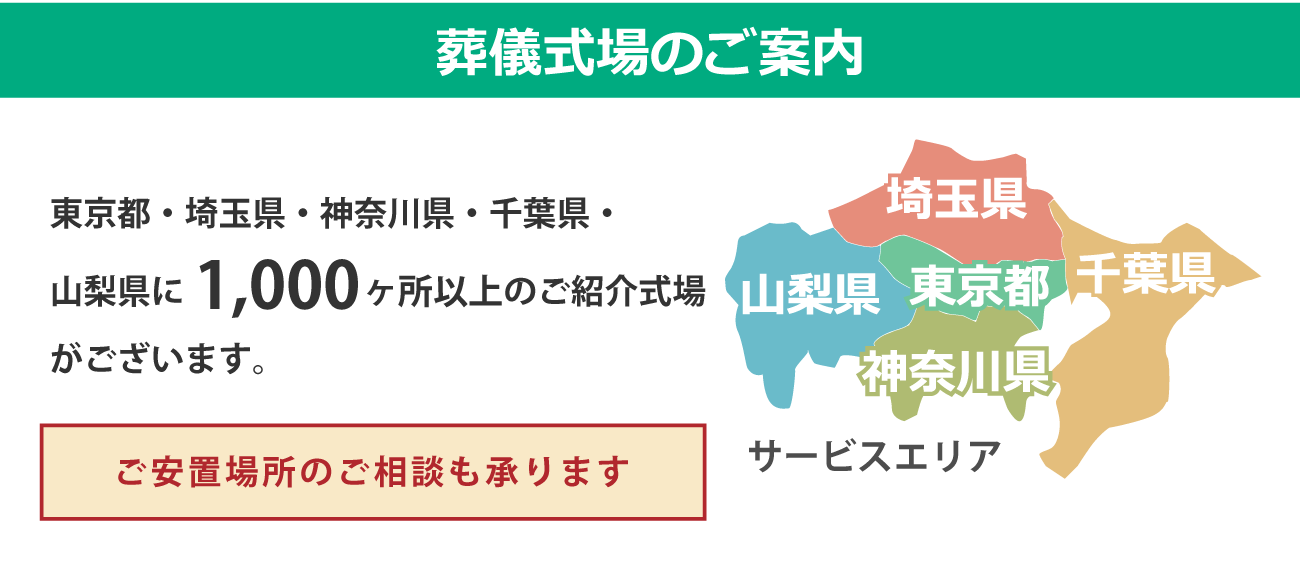 葬儀式場のご案内
東京都・埼玉県・神奈川県・千葉県・
山梨県に 1,000 ヶ所以上のご紹介式場
がございます。
ご安置場所のご相談も承ります
埼玉県
山梨県
東京都
千葉県
神奈川県
サービスエリア